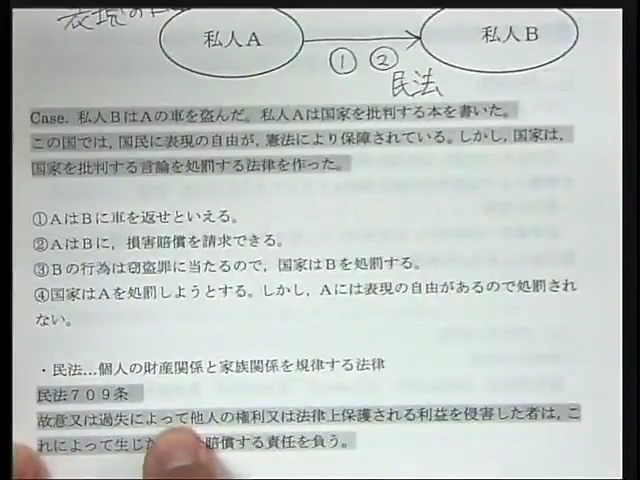 表現の
私人A
私人B
① ②
民法
Case. 私人BはAの車を盗んだ。私人Aは国家を批判する本を書いた。
この国では, 国民に表現の自由が, 憲法により保障されている。しかし, 国家は,
国家を批判する言論を処罰する法律を作った。
①AはBに車を返せといえる。
②AはBに, 損害賠償を請求できる。
③Bの行為は窃盗罪に当たるので, 国家はBを処罰する。
④国家はAを処罰しようとする。しかし, Aには表現の自由があるので処罰され
ない。
・民法…個人の財産関係と家族関係を規律する法律
民法709条
故意又は過失によって他人の権利又は法律上保護される利益を侵害した者は, こ
れによって生じた 賠償する責任を負う。